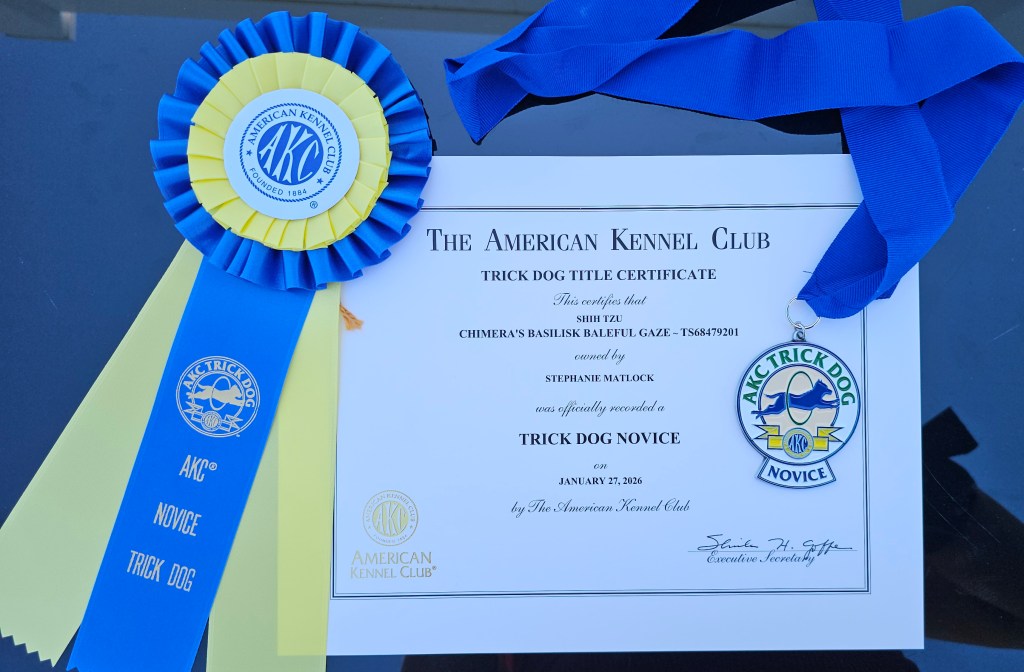 AMERICAN KENNEL CLUB
AKC
FOUNDED 1884
®
AKC TRICK DOG
AKC®
NOVICE
TRICK DOG
THE AMERICAN KENNEL CLUB
TRICK DOG TITLE CERTIFICATE
This certifies that
SHIH TZU
CHIMERA'S BASILISK BALEFUL GAZE – TS68479201
owned by
STEPHANIE MATLOCK
was officially recorded a
TRICK DOG NOVICE
on
JANUARY 27, 2026
by The American Kennel Club
Executive Secretary
AKC
AMERICAN
KENNEL CLUB®
AKC TRICK DOG
AKC
NOVICE